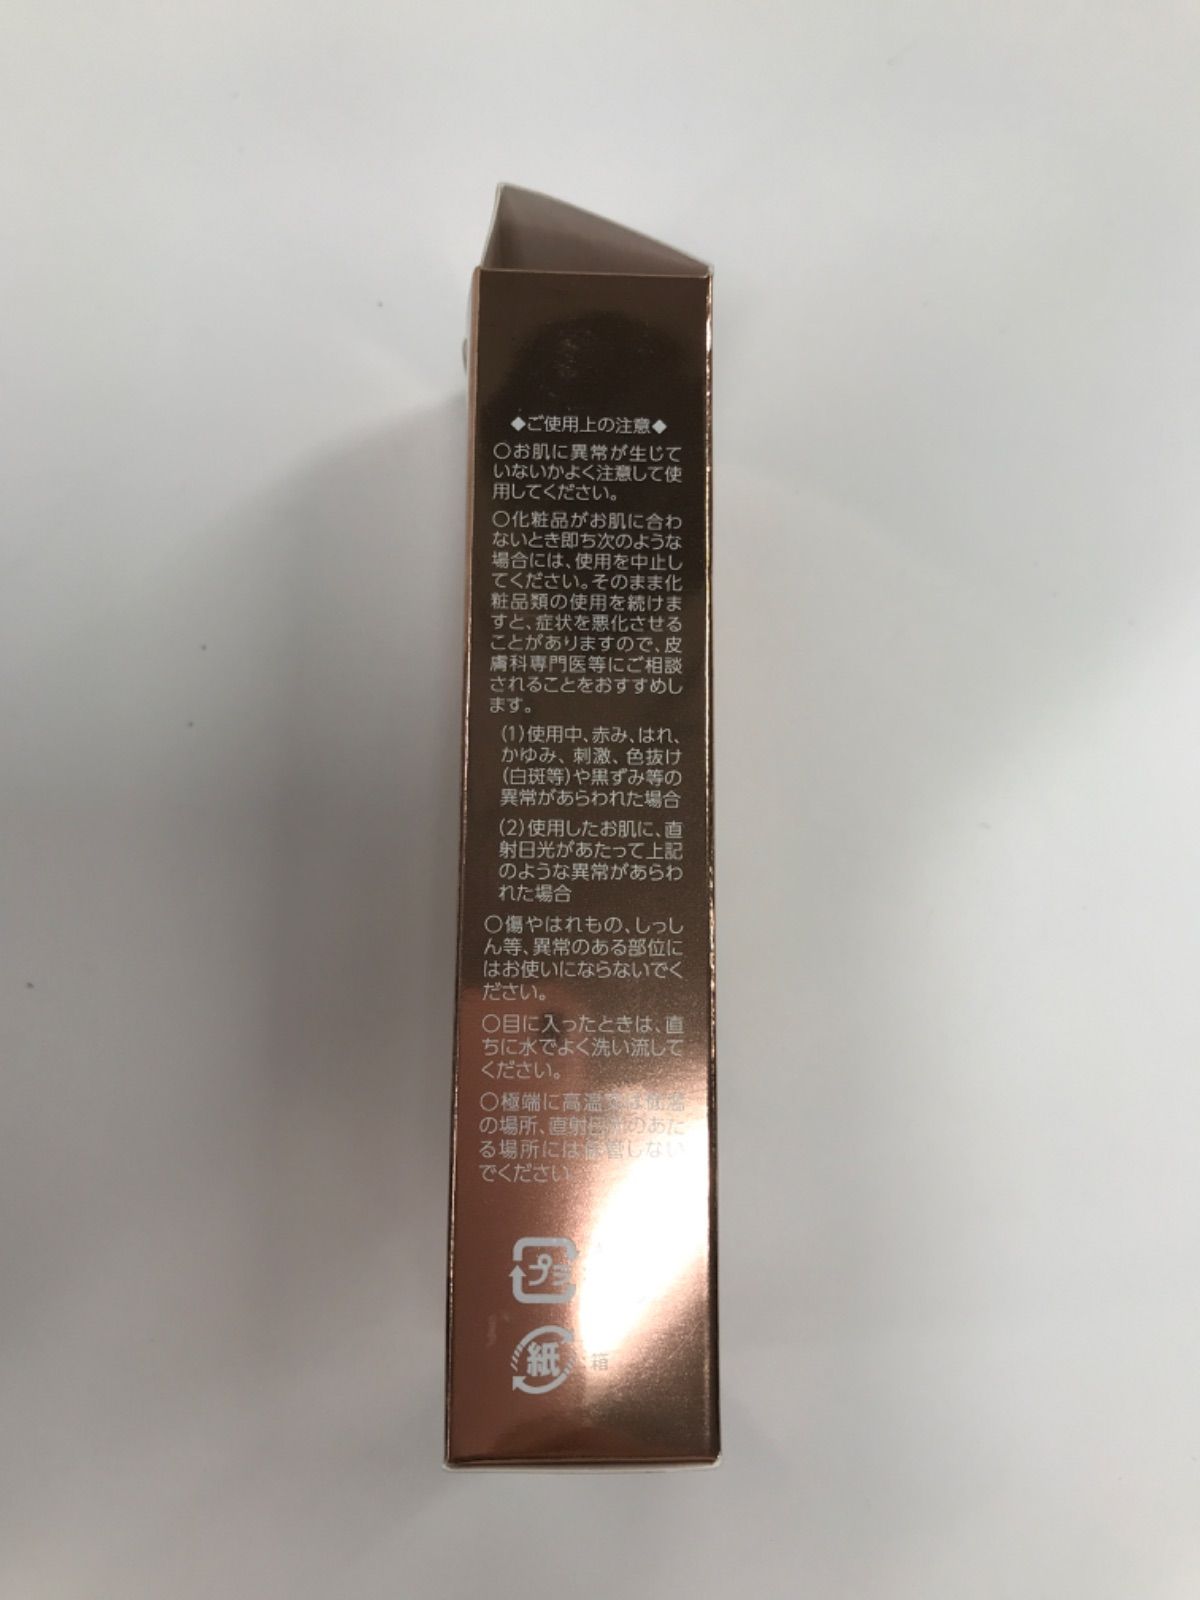 ◆ご使用上の注意◆
○お肌に異常が生じて
いないかよく注意して使
用してください。
○化粧品がお肌に合わ
ないとき即ち次のような
場合には、使用を中止し
てください。そのまま化
粧品類の使用を続けま
すと、症状を悪化させる
ことがありますので、皮
膚科専門医等にご相談
されることをおすすめし
ます。
(1)使用中、赤み、はれ、
かゆみ、刺激、色抜け
(白斑等)や黒ずみ等の
異常があらわれた場合
(2)使用したお肌に、直
射日光があたって上記
のような異常があらわ
れた場合
○傷やはれもの、しっし
ん等、異常のある部位に
はお使いにならないでく
ださい。
○目に入ったときは、直
ちに水でよく洗い流して
ください。
○極端に高温又は低温
の場所、直射日光のあた
る場所には保管しない
でください。
プラ
紙 箱